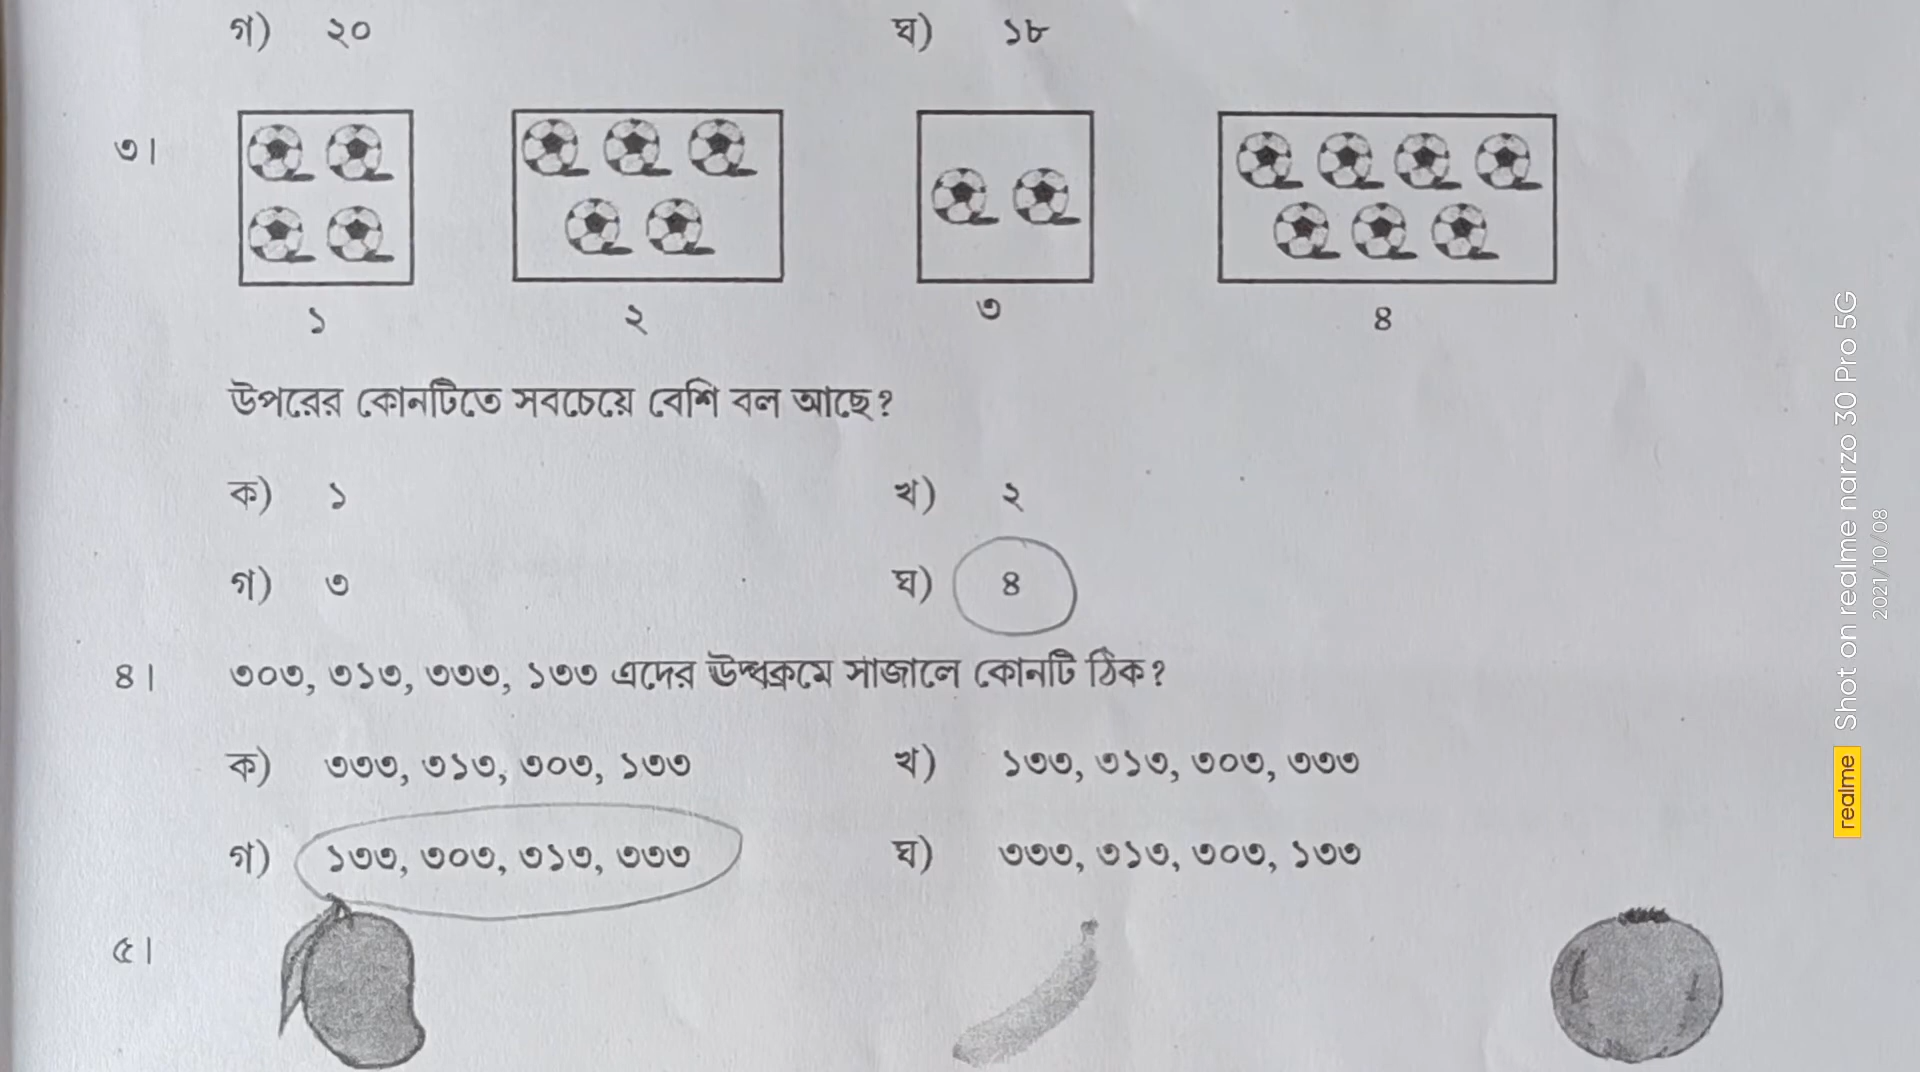 গ) ২০ ঘ) ১৮
৩।
১ ২ ৩ ৪
উপরের কোনটিতে সবচেয়ে বেশি বল আছে?
ক) ১ খ) ২
গ) ৩ ঘ) ৪
৪। ৩০৩, ৩১৩, ৩৩৩, ১৩৩ এদের ঊর্ধ্বক্রমে সাজালে কোনটি ঠিক?
ক) ৩৩৩, ৩১৩, ৩০৩, ১৩৩ খ) ১৩৩, ৩১৩, ৩০৩, ৩৩৩
গ) ১৩৩, ৩০৩, ৩১৩, ৩৩৩ ঘ) ৩৩৩, ৩১৩, ৩০৩, ১৩৩
৫।
realme Shot on realme narzo 30 Pro 5G
2021/10/08